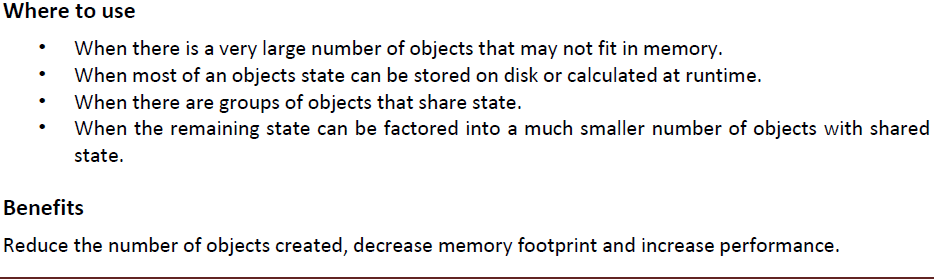 Where to use
• When there is a very large number of objects that may not fit in memory.
• When most of an objects state can be stored on disk or calculated at runtime.
• When there are groups of objects that share state.
• When the remaining state can be factored into a much smaller number of objects with shared
state.
Benefits
Reduce the number of objects created, decrease memory footprint and increase performance.